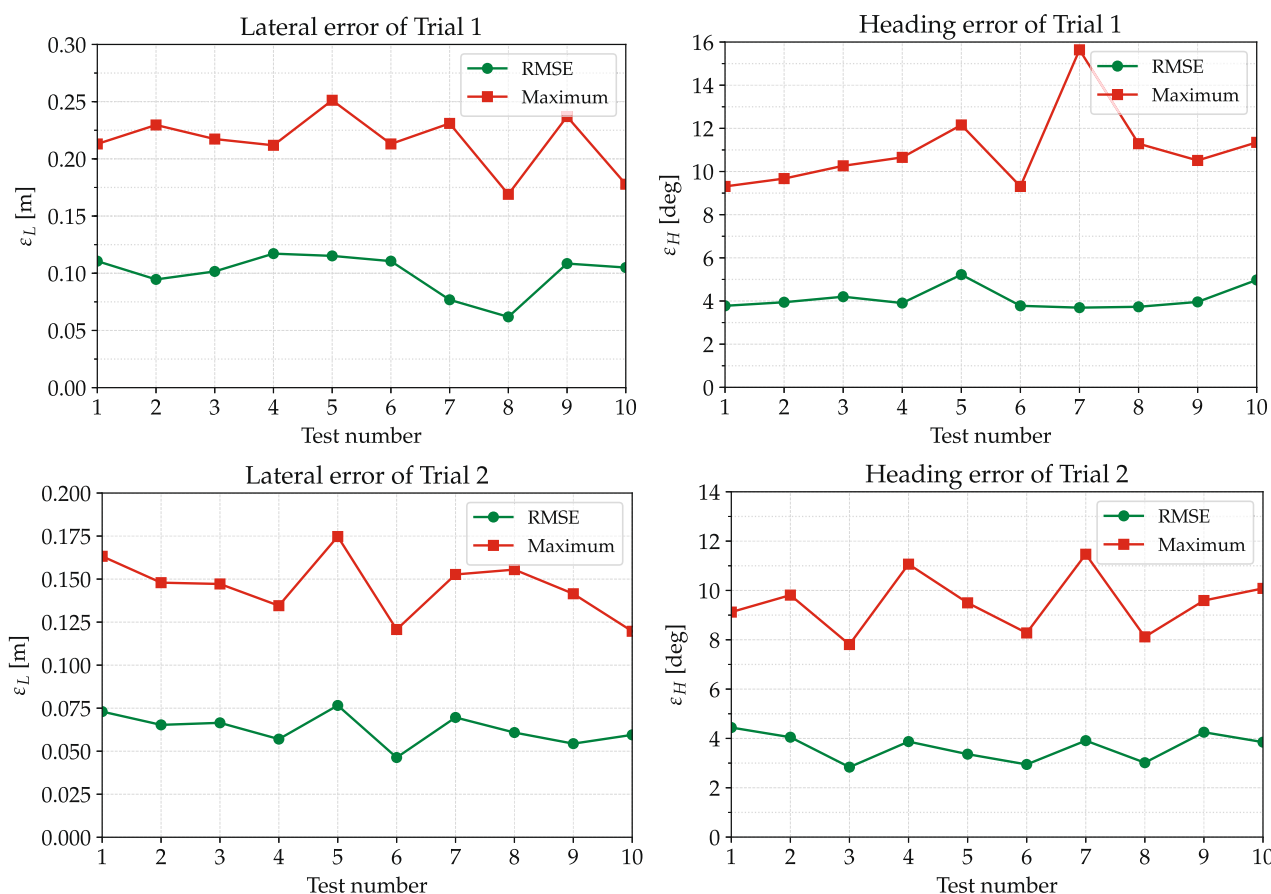 Lateral error of Trial 1
0.30
0.25
0.20
0.15
0.10
0.05
0.00
ε_L [m]
RMSE
Maximum
1 2 3 4 5 6 7 8 9 10
Test number
Heading error of Trial 1
16
14
12
10
8
6
4
2
0
ε_H [deg]
RMSE
Maximum
1 2 3 4 5 6 7 8 9 10
Test number
Lateral error of Trial 2
0.200
0.175
0.150
0.125
0.100
0.075
0.050
0.025
0.000
ε_L [m]
RMSE
Maximum
1 2 3 4 5 6 7 8 9 10
Test number
Heading error of Trial 2
14
12
10
8
6
4
2
0
ε_H [deg]
RMSE
Maximum
1 2 3 4 5 6 7 8 9 10
Test number